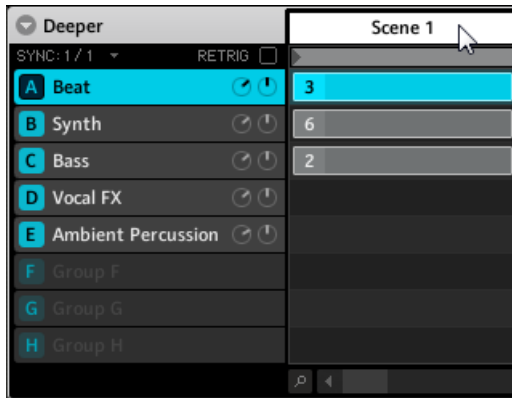 Deeper
Scene 1
SYNC: 1 / 1
RETRIG
A Beat 3
B Synth 6
C Bass 2
D Vocal FX
E Ambient Percussion
F Group F
G Group G
H Group H